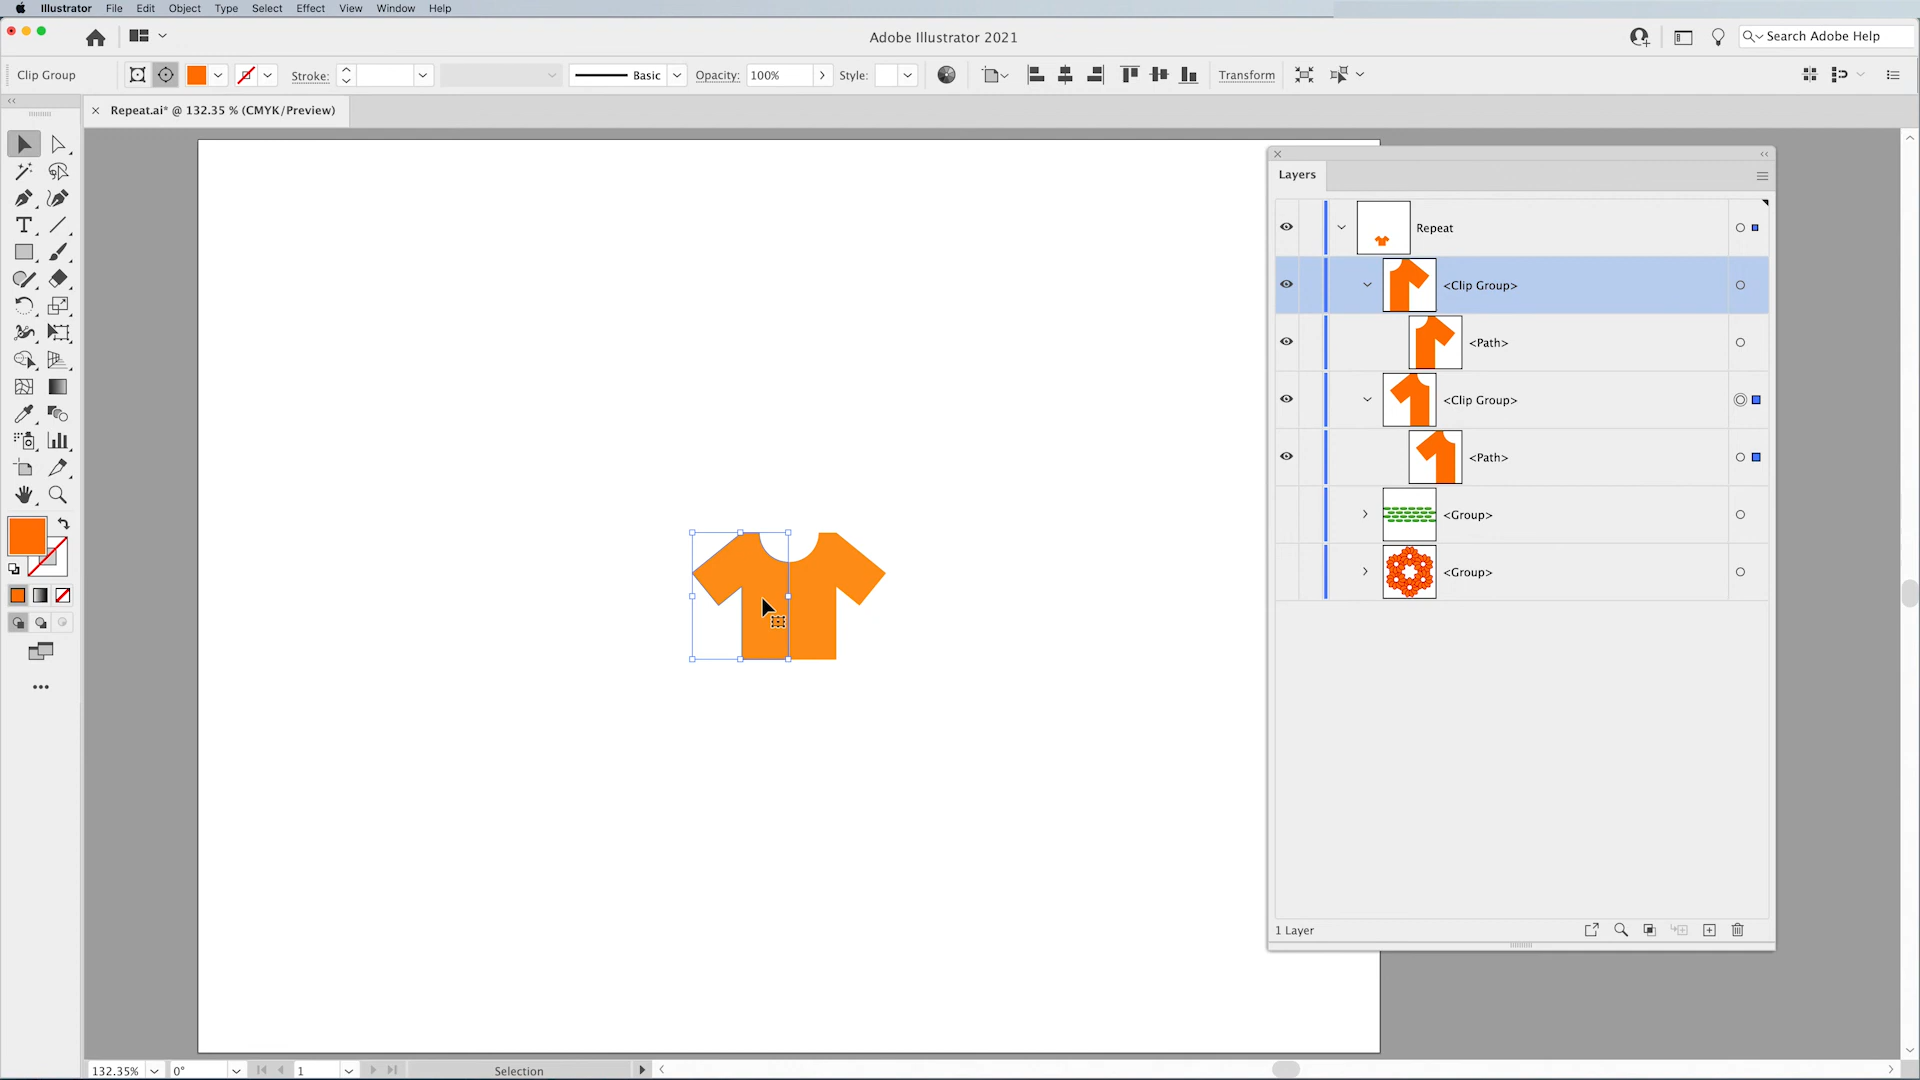 Illustrator File Edit Object Type Select Effect View Window Help
Adobe Illustrator 2021
Search Adobe Help
Clip Group
Stroke:
Basic
Opacity: 100%
Style:
Transform
Repeat.ai* @ 132.35 % (CMYK/Preview)
Layers
Repeat
<Clip Group>
<Path>
<Clip Group>
<Path>
<Group>
<Group>
1 Layer
132.35% 0° 1 Selection